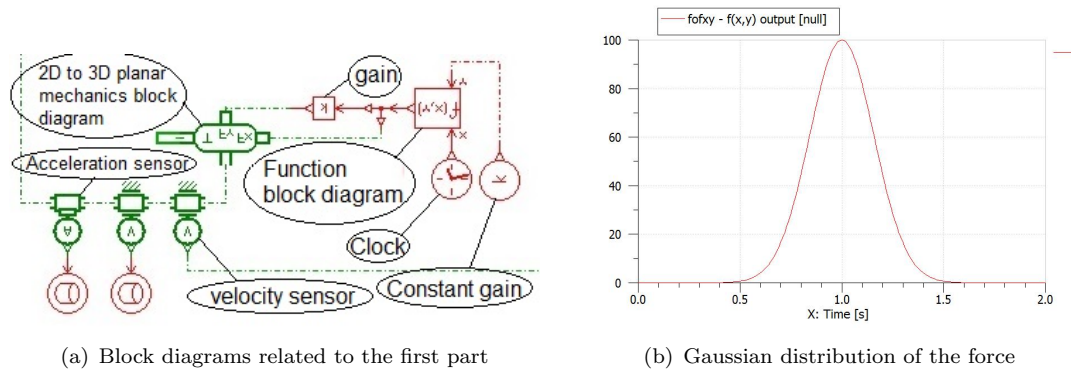 2D to 3D planar
mechanics block
diagram
gain
Acceleration sensor
Function
block diagram
Clock
velocity sensor
Constant gain
T Fy Fx
k
f(x,y)
y
x
k
A
V
V
(a) Block diagrams related to the first part
fofxy - f(x,y) output [null]
100
80
60
40
20
0
0.0
0.5
1.0
1.5
2.0
X: Time [s]
(b) Gaussian distribution of the force